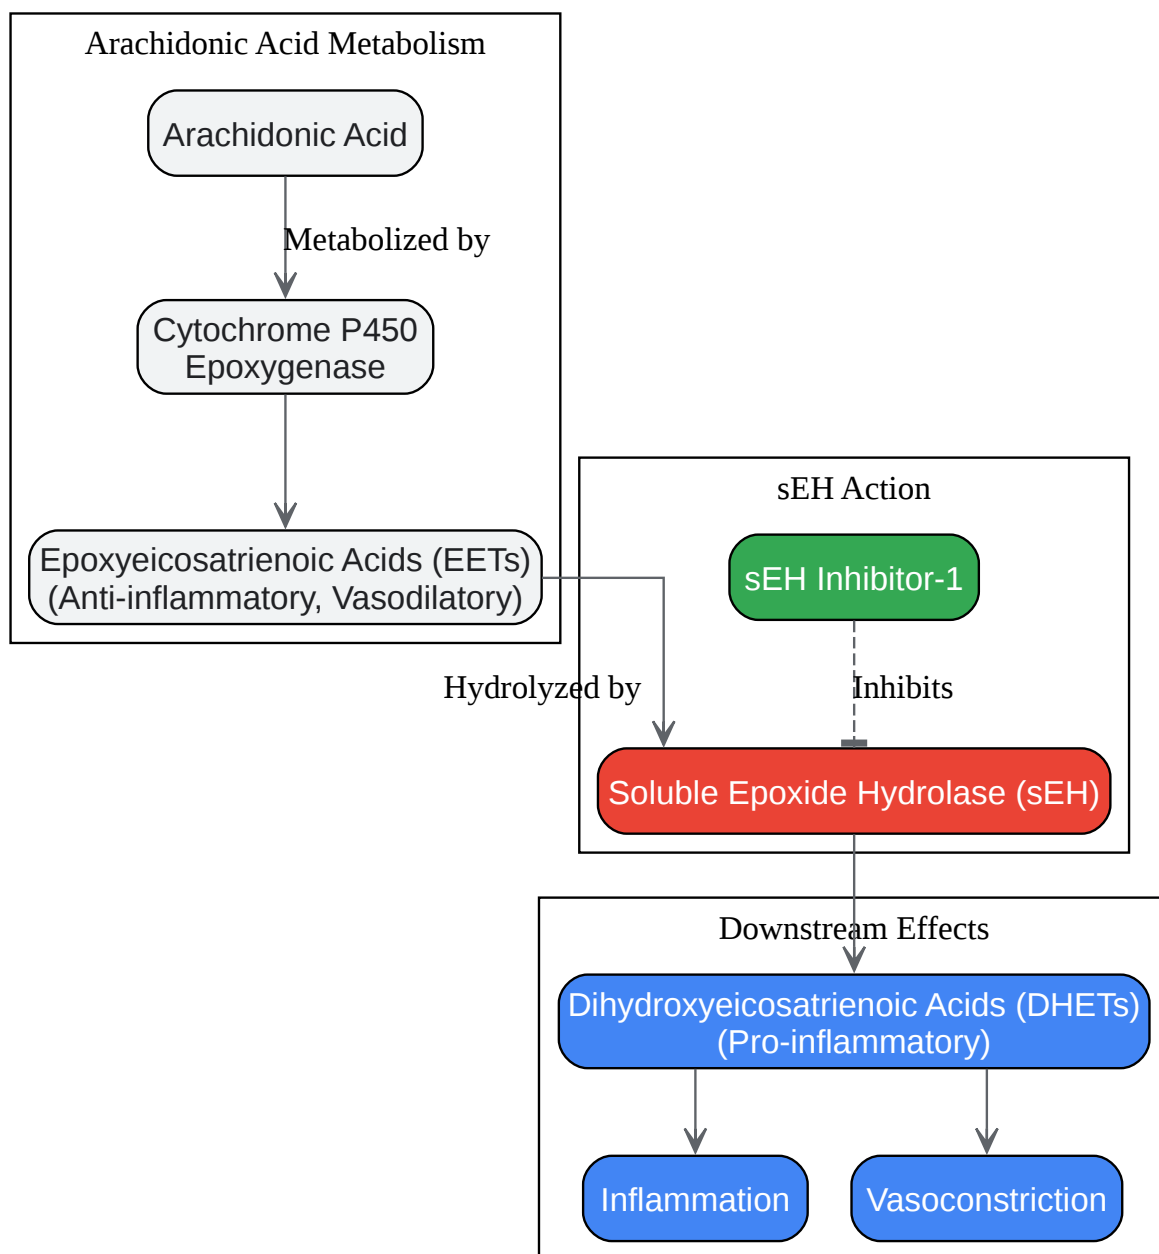 Arachidonic Acid Metabolism
Arachidonic Acid
Metabolized by
Cytochrome P450
Epoxygenase
Epoxyeicosatrienoic Acids (EETs)
(Anti-inflammatory, Vasodilatory)
sEH Action
sEH Inhibitor-1
Hydrolyzed by
Inhibits
Soluble Epoxide Hydrolase (sEH)
Downstream Effects
Dihydroxyeicosatrienoic Acids (DHETs)
(Pro-inflammatory)
Inflammation
Vasoconstriction